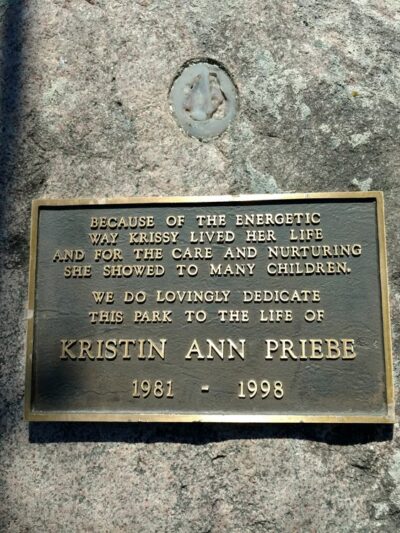 BECAUSE OF THE ENERGETIC
WAY KRISSY LIVED HER LIFE
AND FOR THE CARE AND NURTURING
SHE SHOWED TO MANY CHILDREN.
WE DO LOVINGLY DEDICATE
THIS PARK TO THE LIFE OF
KRISTIN ANN PRIEBE
1981 - 1998